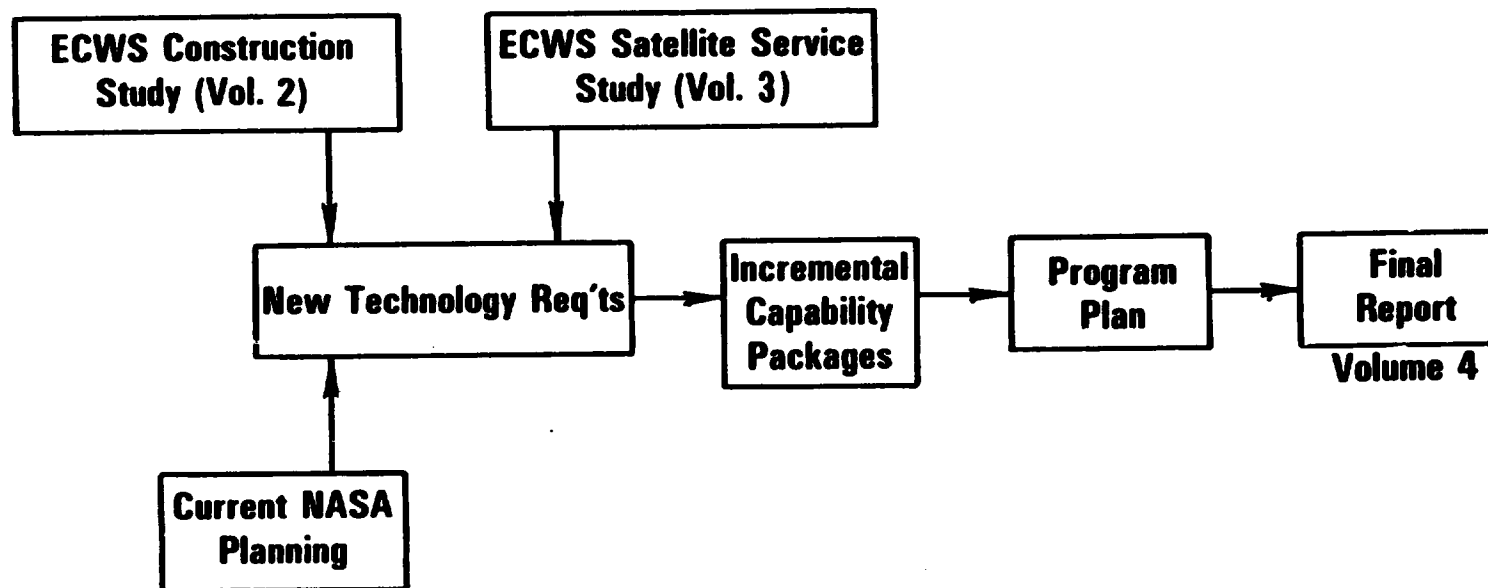 ECWS Construction
Study (Vol. 2)
ECWS Satellite Service
Study (Vol. 3)
New Technology Req'ts
Incremental
Capability
Packages
Program
Plan
Final
Report
Volume 4
Current NASA
Planning